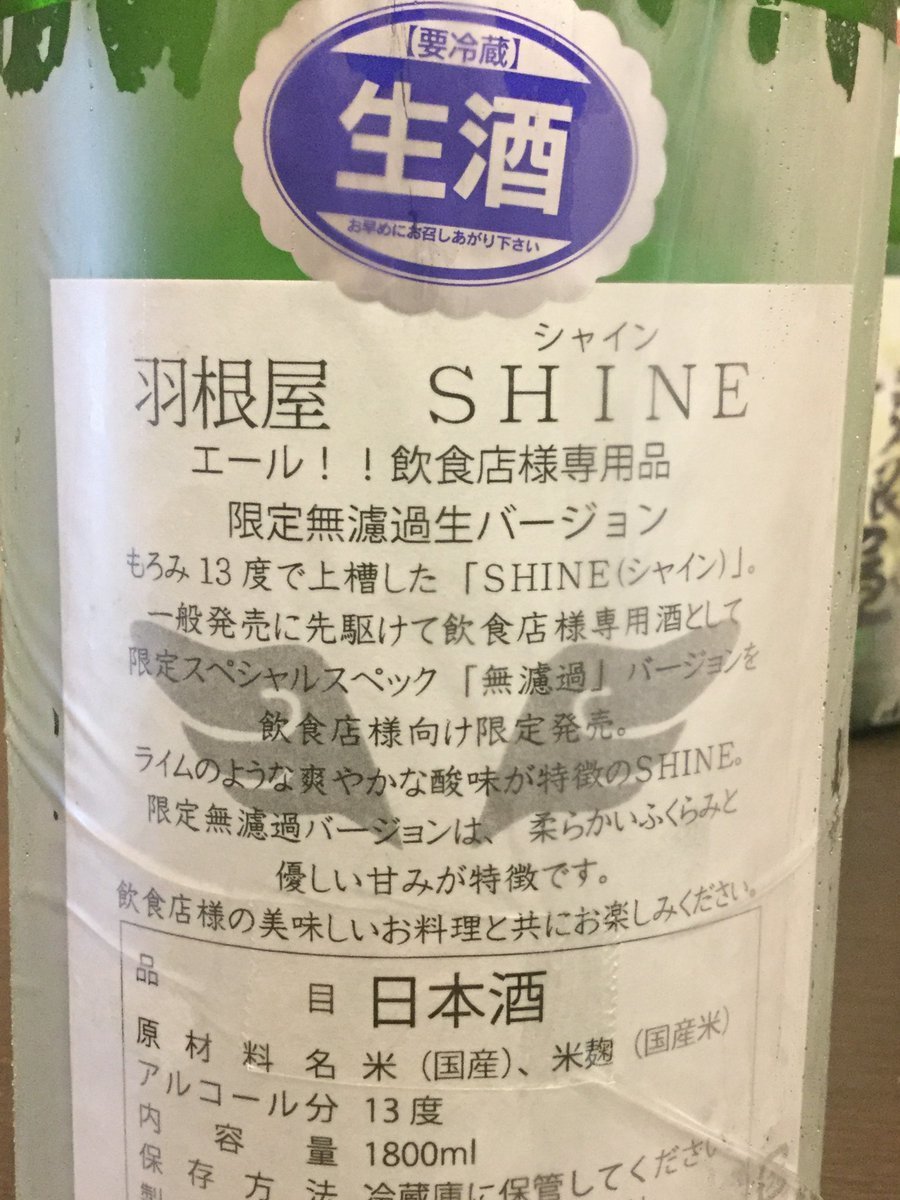 【要冷蔵】
生酒
お早めにお召しあがり下さい
シャイン
羽根屋 SHINE
エール！！飲食店様専用品
限定無濾過生バージョン
もろみ13度で上槽した「SHINE(シャイン)」。
一般発売に先駆けて飲食店様専用酒として
限定スペシャルスペック「無濾過」バージョンを
飲食店様向け限定発売。
ライムのような爽やかな酸味が特徴のSHINE。
限定無濾過バージョンは、柔らかいふくらみと
優しい甘みが特徴です。
飲食店様の美味しいお料理と共にお楽しみください。
品目 日本酒
原材料名 米（国産）、米麹（国産米）
アルコール分 13度
内容量 1800ml
保存方法 冷蔵庫に保管してください